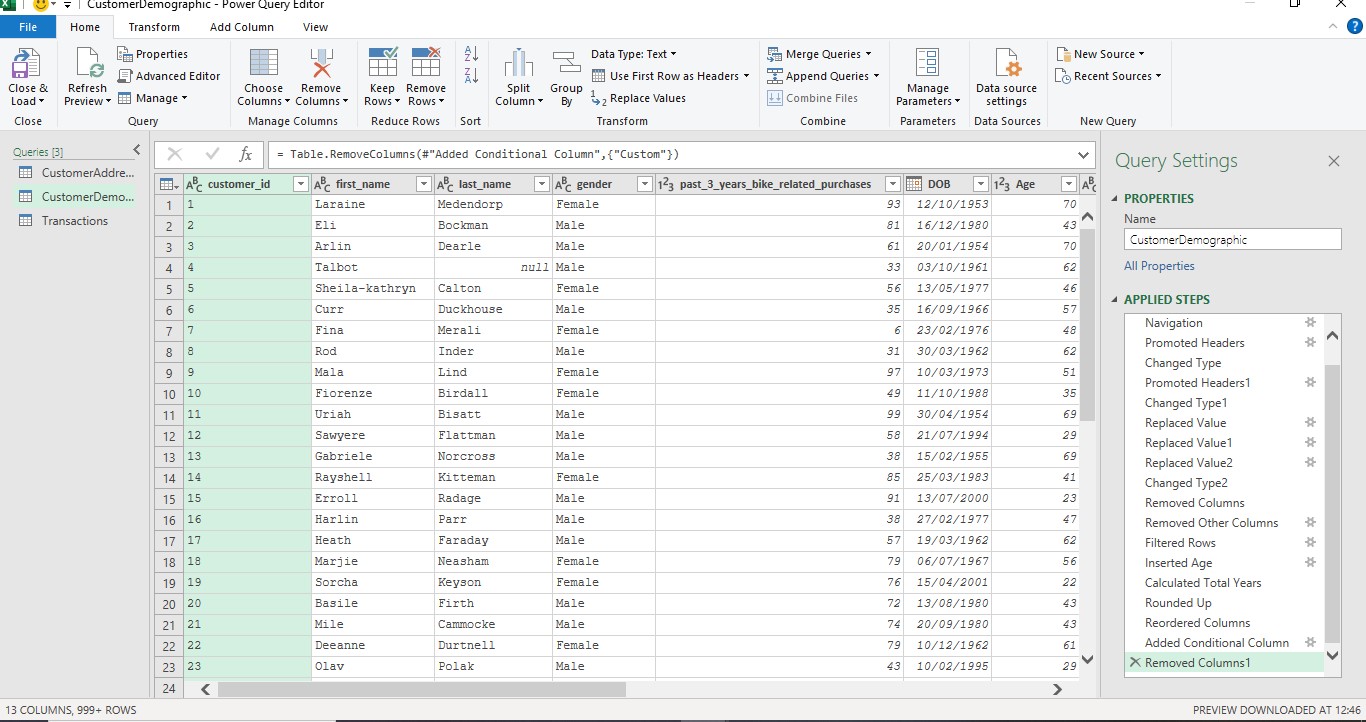 CustomerDemographic - Power Query Editor
File Home Transform Add Column View
Close & Load
Refresh Preview
Properties
Advanced Editor
Manage
Choose Columns
Remove Columns
Keep Rows
Remove Rows
Split Column
Group By
Data Type: Text
Use First Row as Headers
Replace Values
Merge Queries
Append Queries
Combine Files
Manage Parameters
Data source settings
New Source
Recent Sources
Close Query Manage Columns Reduce Rows Sort Transform Combine Parameters Data Sources New Query
Queries [3]
CustomerAddre...
CustomerDemo...
Transactions
fx = Table.RemoveColumns(#"Added Conditional Column",{"Custom"})
customer_id first_name last_name gender past_3_years_bike_related_purchases DOB Age
1 1 Laraine Medendorp Female 93 12/10/1953 70
2 2 Eli Bockman Male 81 16/12/1980 43
3 3 Arlin Dearle Male 61 20/01/1954 70
4 4 Talbot null Male 33 03/10/1961 62
5 5 Sheila-kathryn Calton Female 56 13/05/1977 46
6 6 Curr Duckhouse Male 35 16/09/1966 57
7 7 Fina Merali Female 6 23/02/1976 48
8 8 Rod Inder Male 31 30/03/1962 62
9 9 Mala Lind Female 97 10/03/1973 51
10 10 Fiorenze Birdall Female 49 11/10/1988 35
11 11 Uriah Bisatt Male 99 30/04/1954 69
12 12 Sawyere Flattman Male 58 21/07/1994 29
13 13 Gabriele Norcross Male 38 15/02/1955 69
14 14 Rayshell Kitteman Female 85 25/03/1983 41
15 15 Erroll Radage Male 91 13/07/2000 23
16 16 Harlin Parr Male 38 27/02/1977 47
17 17 Heath Faraday Male 57 19/03/1962 62
18 18 Marjie Neasham Female 79 06/07/1967 56
19 19 Sorcha Keyson Female 76 15/04/2001 22
20 20 Basile Firth Male 72 13/08/1980 43
21 21 Mile Cammocke Male 74 20/09/1980 43
22 22 Deeanne Durtnell Female 79 10/12/1962 61
23 23 Olav Polak Male 43 10/02/1995 29
24
Query Settings
PROPERTIES
Name
CustomerDemographic
All Properties
APPLIED STEPS
Navigation
Promoted Headers
Changed Type
Promoted Headers1
Changed Type1
Replaced Value
Replaced Value1
Replaced Value2
Changed Type2
Removed Columns
Removed Other Columns
Filtered Rows
Inserted Age
Calculated Total Years
Rounded Up
Reordered Columns
Added Conditional Column
Removed Columns1
13 COLUMNS, 999+ ROWS
PREVIEW DOWNLOADED AT 12:46